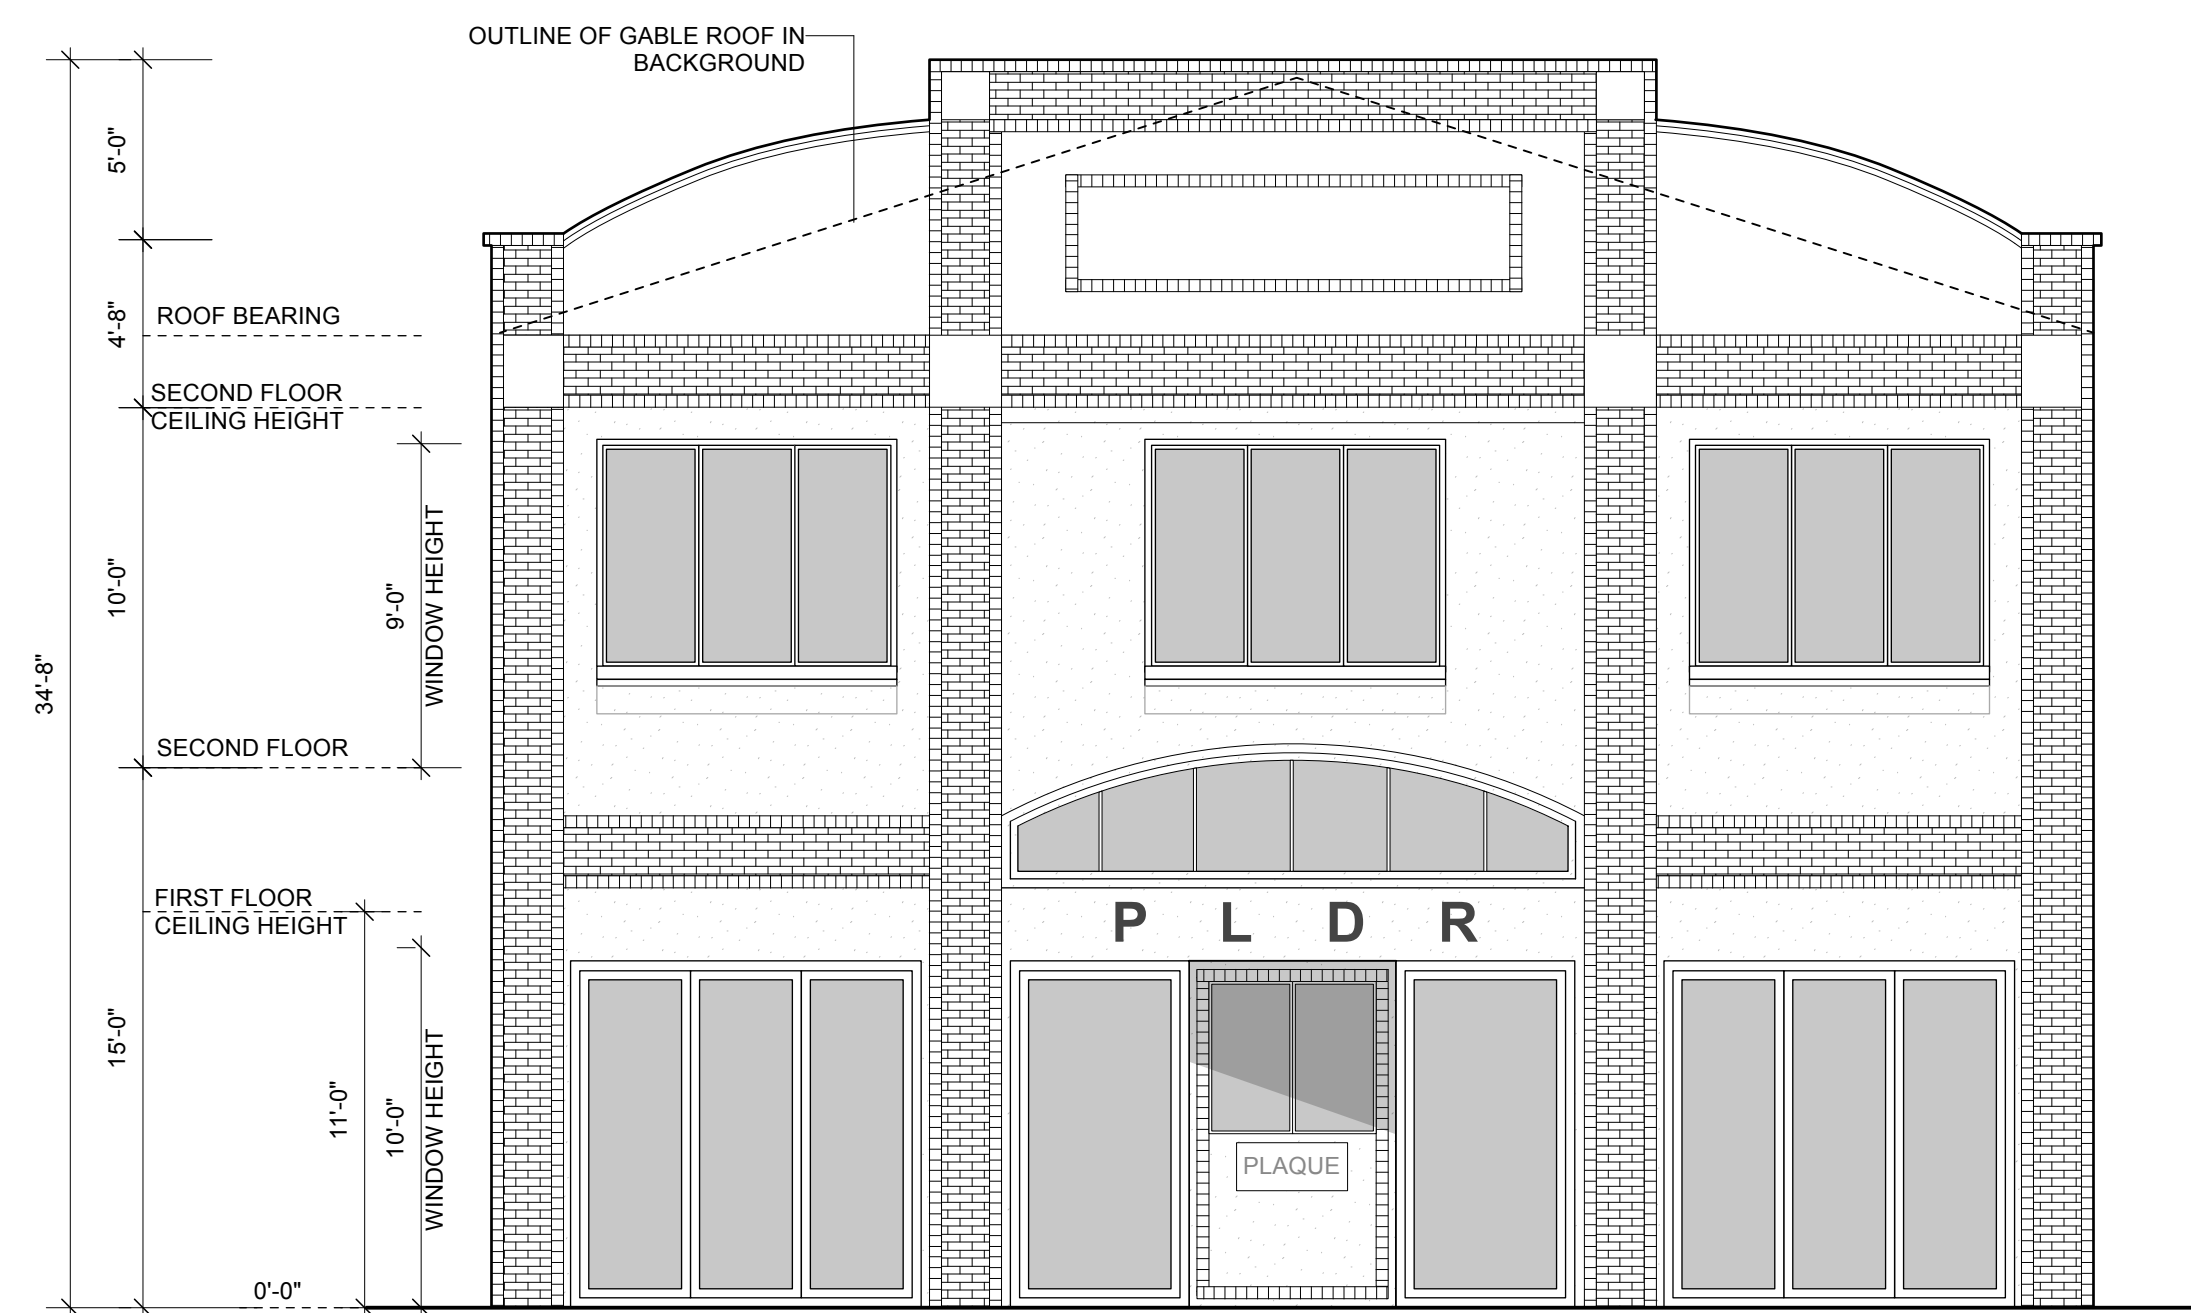 OUTLINE OF GABLE ROOF IN
BACKGROUND
5'-0"
ROOF BEARING
4'-8"
SECOND FLOOR
CEILING HEIGHT
10'-0"
9'-0"
WINDOW HEIGHT
34'-8"
SECOND FLOOR
FIRST FLOOR
CEILING HEIGHT
P L D R
15'-0"
11'-0"
10'-0"
WINDOW HEIGHT
PLAQUE
0'-0"